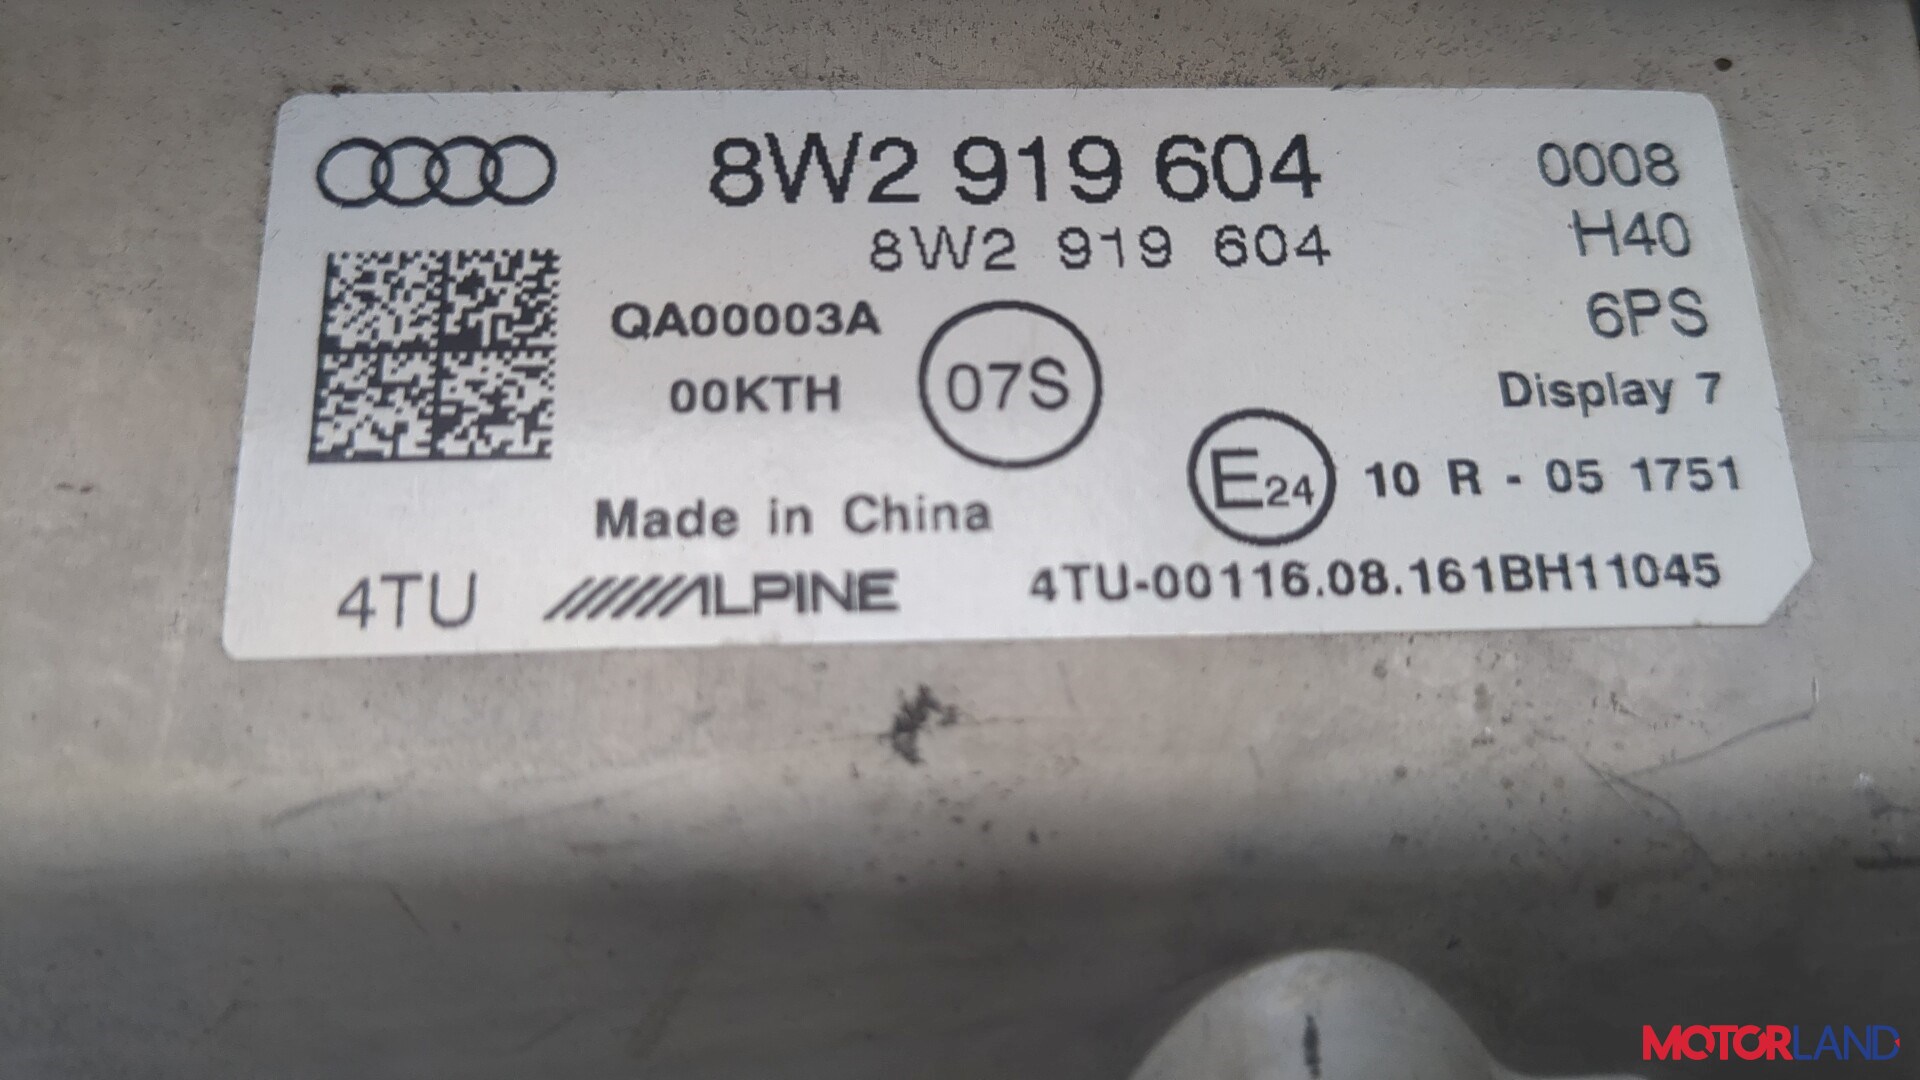 8W2 919 604 0008
8W2 919 604 H40
QA00003A 6PS
00KTH 07S Display 7
E24 10 R - 05 1751
Made in China
4TU ALPINE 4TU-00116.08.161BH11045
MOTORLAND